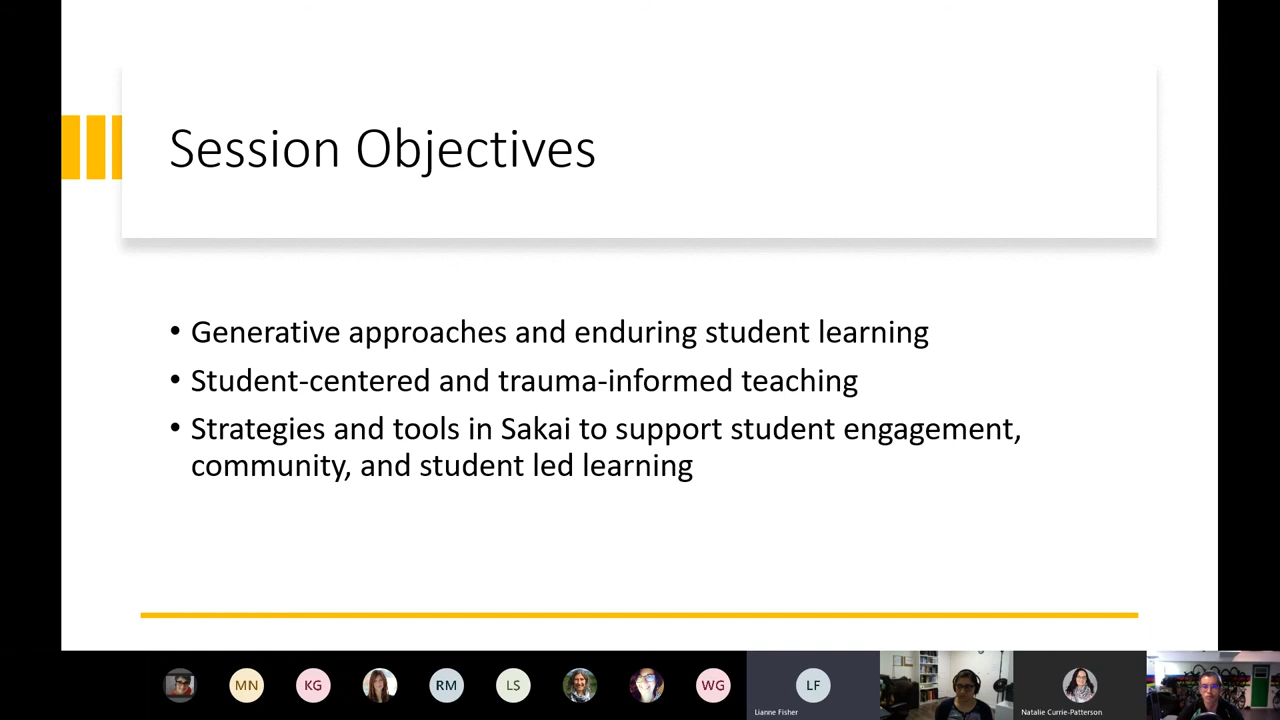 Session Objectives
• Generative approaches and enduring student learning
• Student-centered and trauma-informed teaching
• Strategies and tools in Sakai to support student engagement,
community, and student led learning
MN KG RM LS WG LF
Lianne Fisher Natalie Currie-Patterson